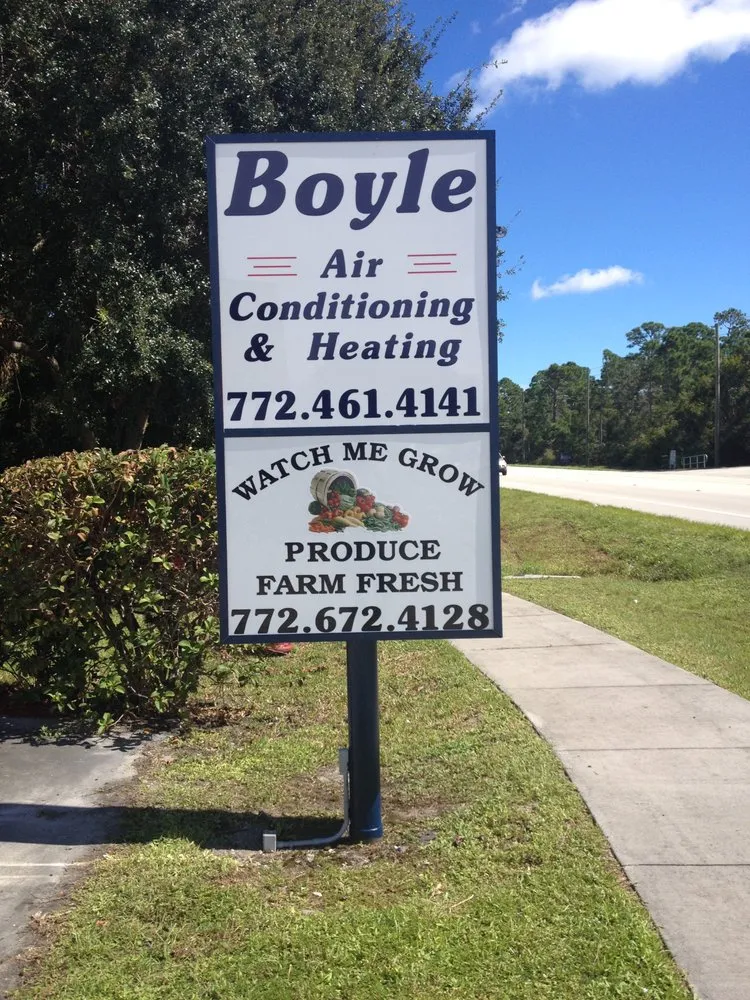 Boyle
Air
Conditioning
& Heating
772.461.4141
WATCH ME GROW
PRODUCE
FARM FRESH
772.672.4128